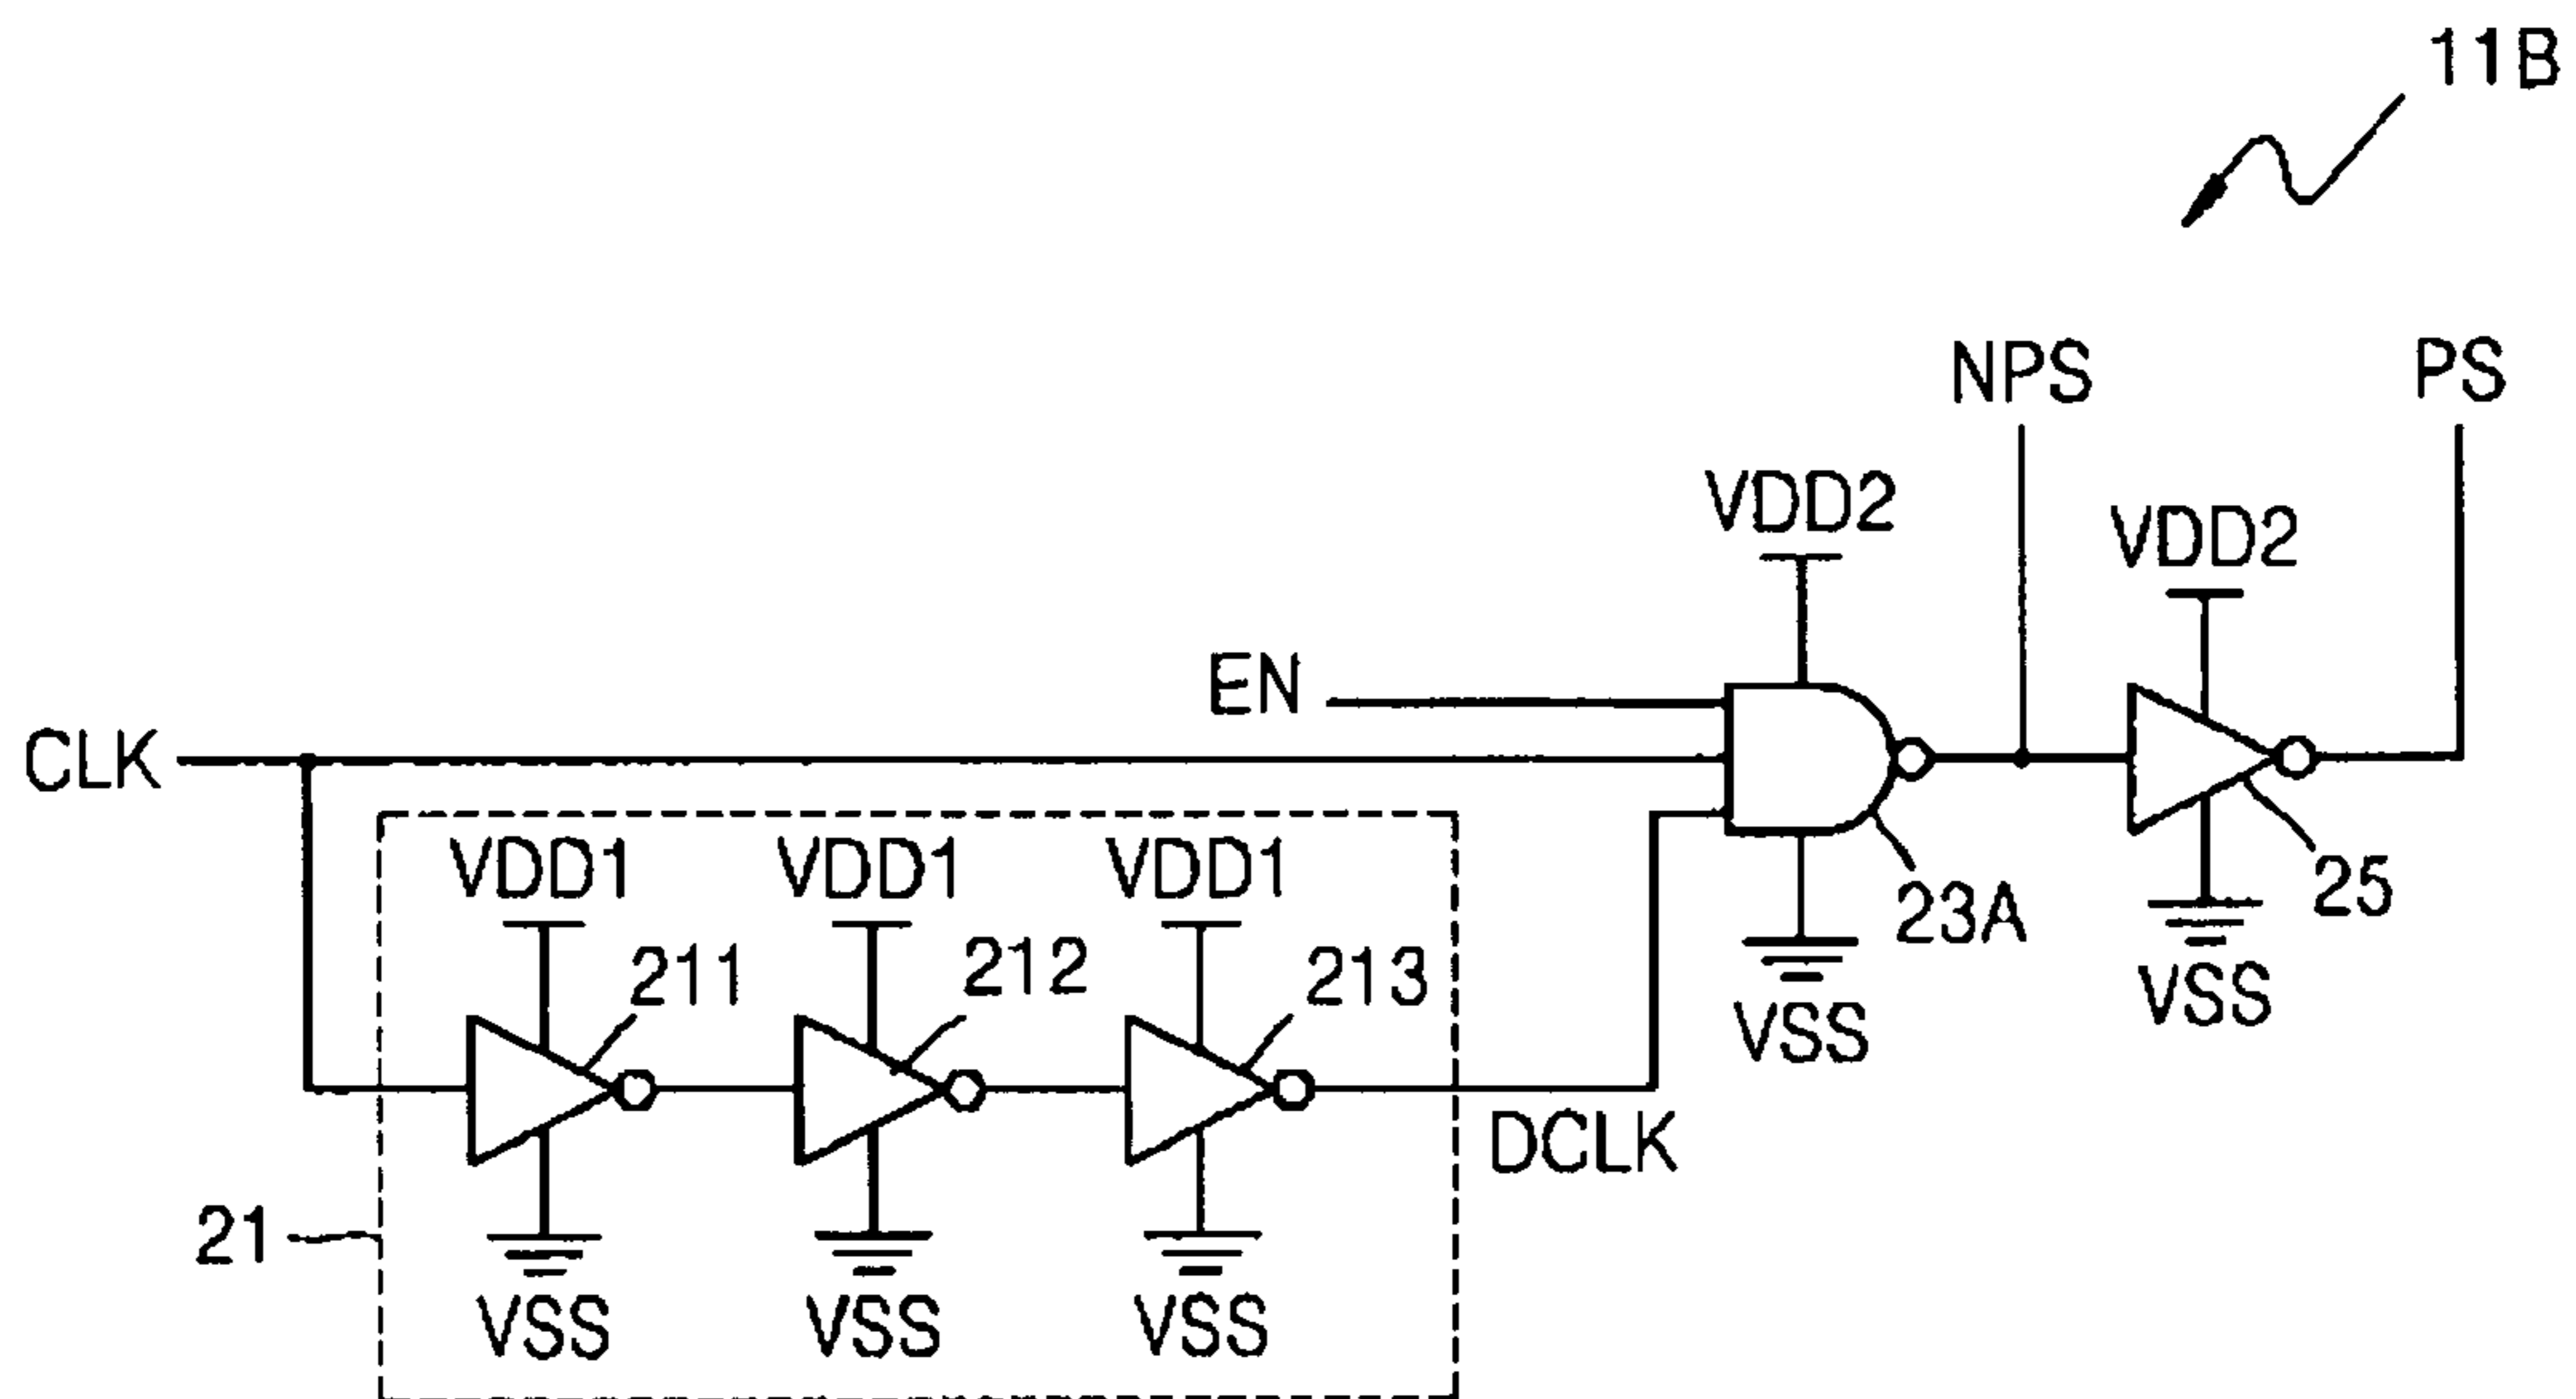 11B
NPS
PS
VDD2
VDD2
EN
CLK
VDD1
VDD1
VDD1
23A
25
211
212
213
VSS
VSS
DCLK
21
VSS
VSS
VSS